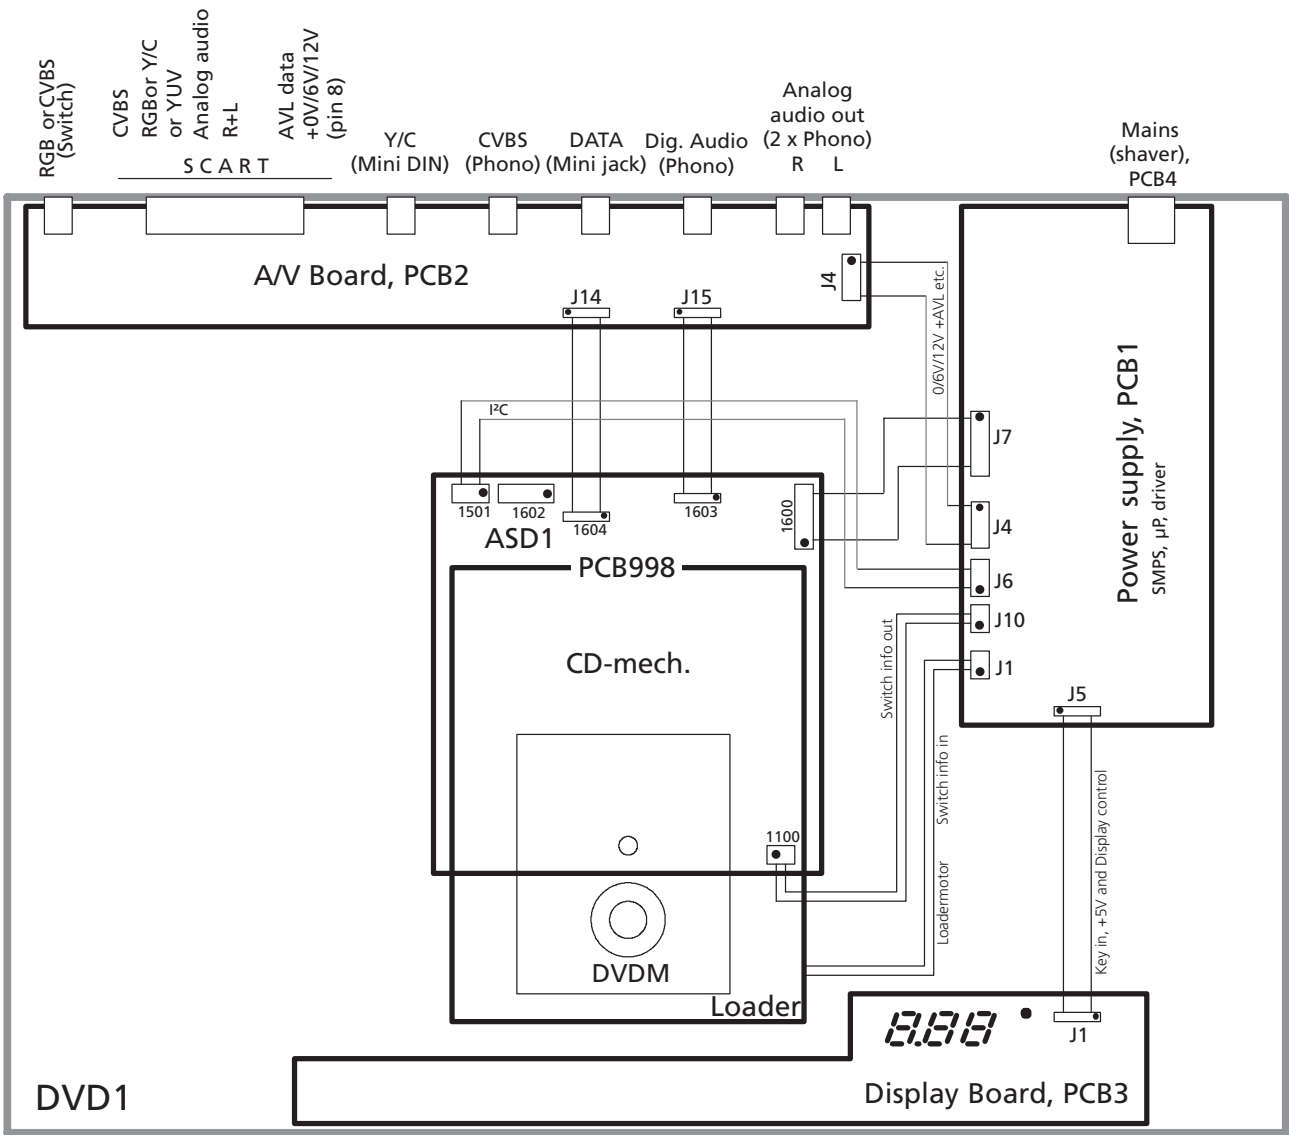 RGB orCVBS
(Switch)
CVBS
RGBor Y/C
or YUV
Analog audio
R+L
AVL data
+0V/6V/12V
(pin 8)
SCART
Y/C
(Mini DIN)
CVBS
(Phono)
DATA
(Mini jack)
Dig. Audio
(Phono)
Analog
audio out
(2 x Phono)
R L
Mains
(shaver),
PCB4
A/V Board, PCB2
J4
J14
J15
0/6V/12V +AVL etc.
I²C
J7
J4
J6
J10
J1
J5
Power supply, PCB1
SMPS, µP, driver
1501
1602
1604
1603
1600
ASD1
PCB998
CD-mech.
Switch info out
Switch info in
Loadermotor
1100
Key in, +5V and Display control
DVDM
Loader
8.88
J1
Display Board, PCB3
DVD1